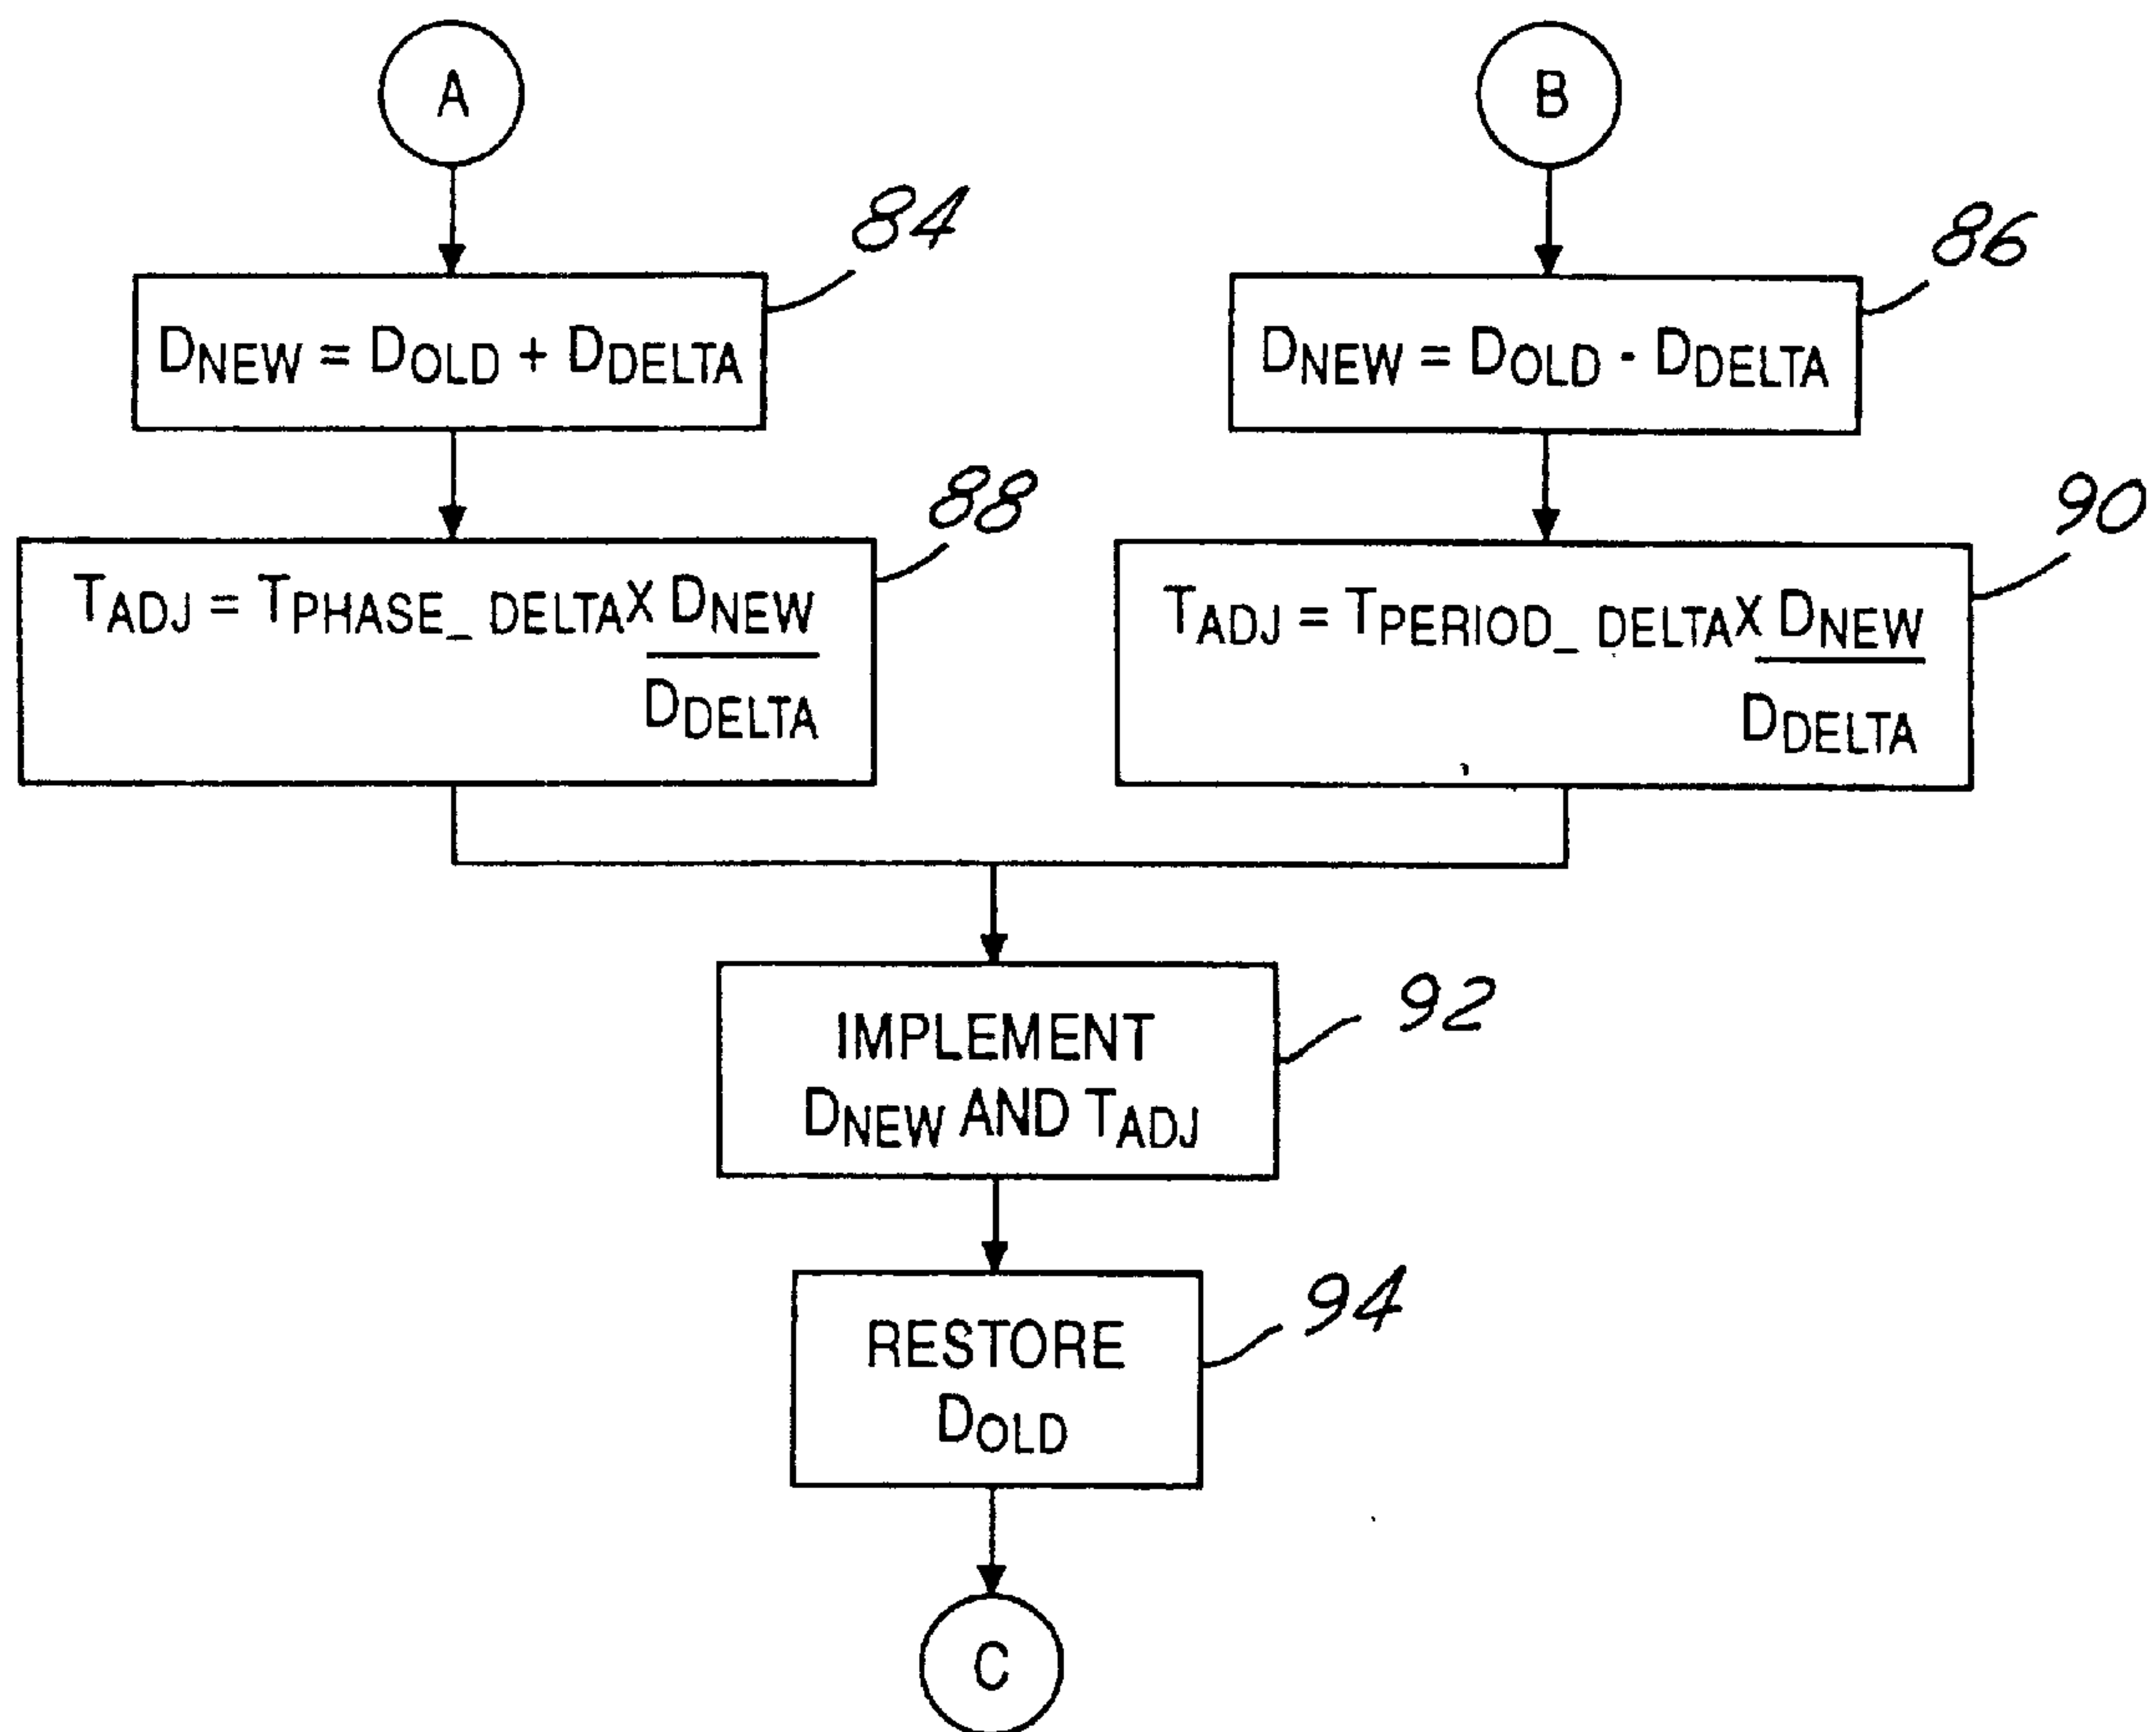 A
B
84
86
DNEW = DOLD + DDELTA
DNEW = DOLD - DDELTA
88
90
TADJ = TPHASE_ DELTAX DNEW
DDELTA
TADJ = TPERIOD_ DELTAX DNEW
DDELTA
IMPLEMENT
DNEW AND TADJ
92
RESTORE
DOLD
94
C